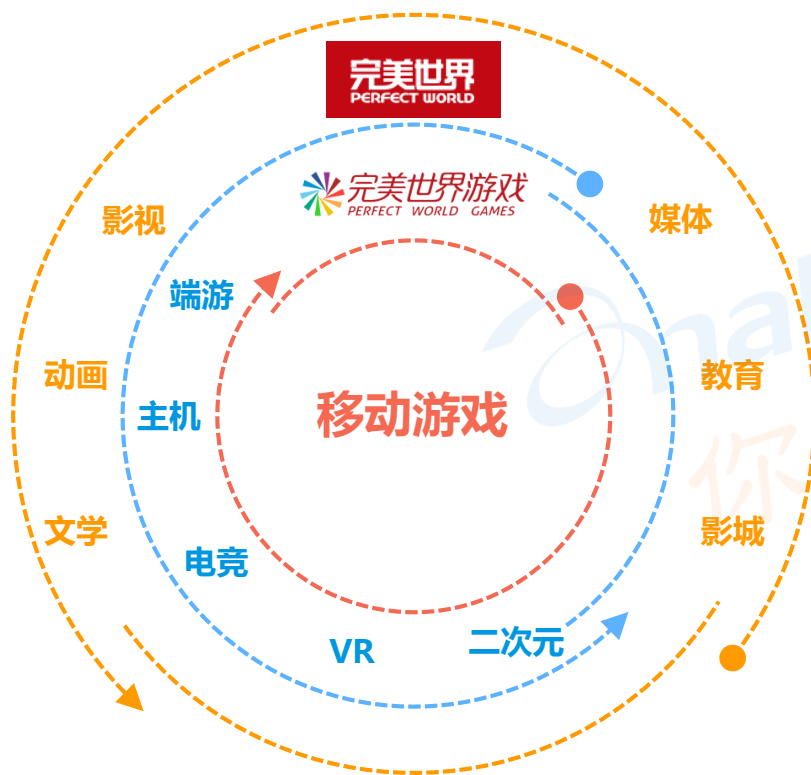 完美世界
PERFECT WORLD
完美世界游戏
PERFECT WORLD GAMES
影视
媒体
端游
动画
教育
主机
移动游戏
文学
影城
电竞
VR
二次元
你